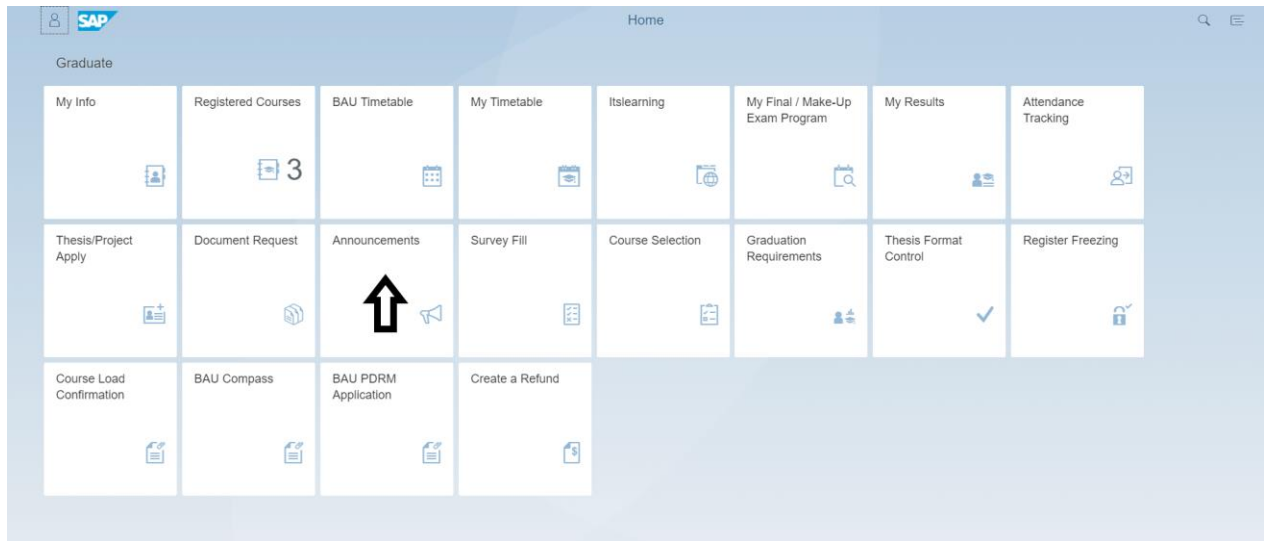 SAP
Home
Graduate
My Info
Registered Courses
BAU Timetable
My Timetable
Itslearning
My Final / Make-Up
Exam Program
My Results
Attendance
Tracking
3
Thesis/Project
Apply
Document Request
Announcements
Survey Fill
Course Selection
Graduation
Requirements
Thesis Format
Control
Register Freezing
Course Load
Confirmation
BAU Compass
BAU PDRM
Application
Create a Refund